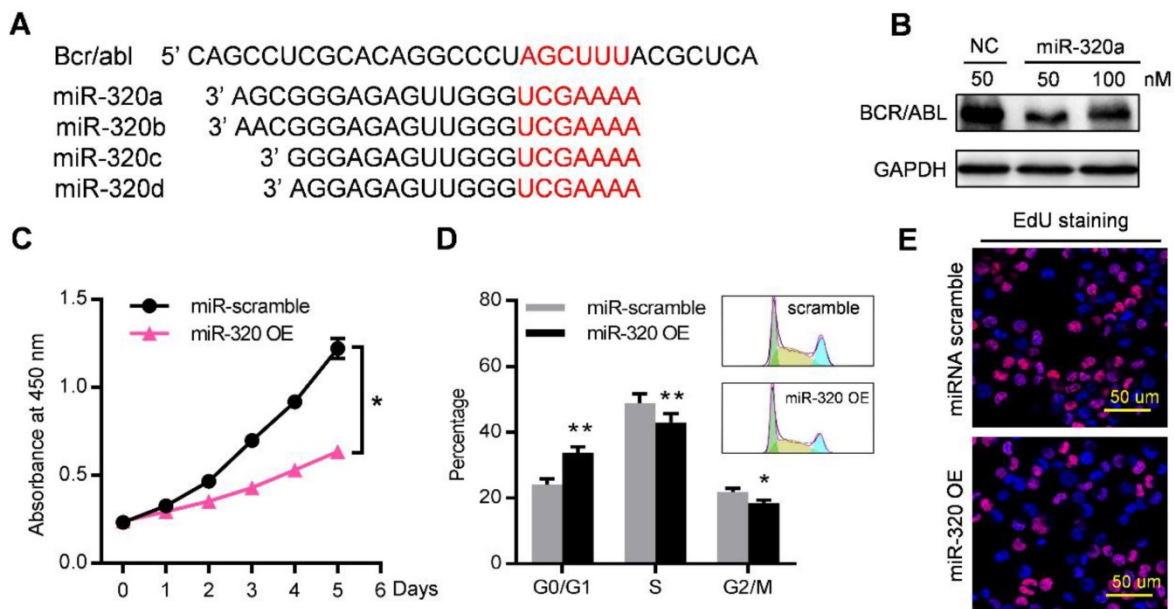 A
Bcr/abl 5’ CAGCCUCGCACAGGCCCUAGCUUUACGCUCA
miR-320a 3’ AGCGGGAGAGUUGGGUCGAAAA
miR-320b 3’ AACGGGAGAGUUGGGUCGAAAA
miR-320c 3’ GGGAGAGUUGGGUCGAAAA
miR-320d 3’ AGGAGAGUUGGGUCGAAAA
B
NC miR-320a
50 50 100 nM
BCR/ABL
GAPDH
C
Absorbance at 450 nm
1.5
1.0
0.5
0.0
miR-scramble
miR-320 OE
*
0 1 2 3 4 5 6 Days
D
Percentage
80
60
40
20
0
miR-scramble
miR-320 OE
scramble
miR-320 OE
**
**
*
G0/G1 S G2/M
E
EdU staining
miRNA scramble
50 um
miR-320 OE
50 um